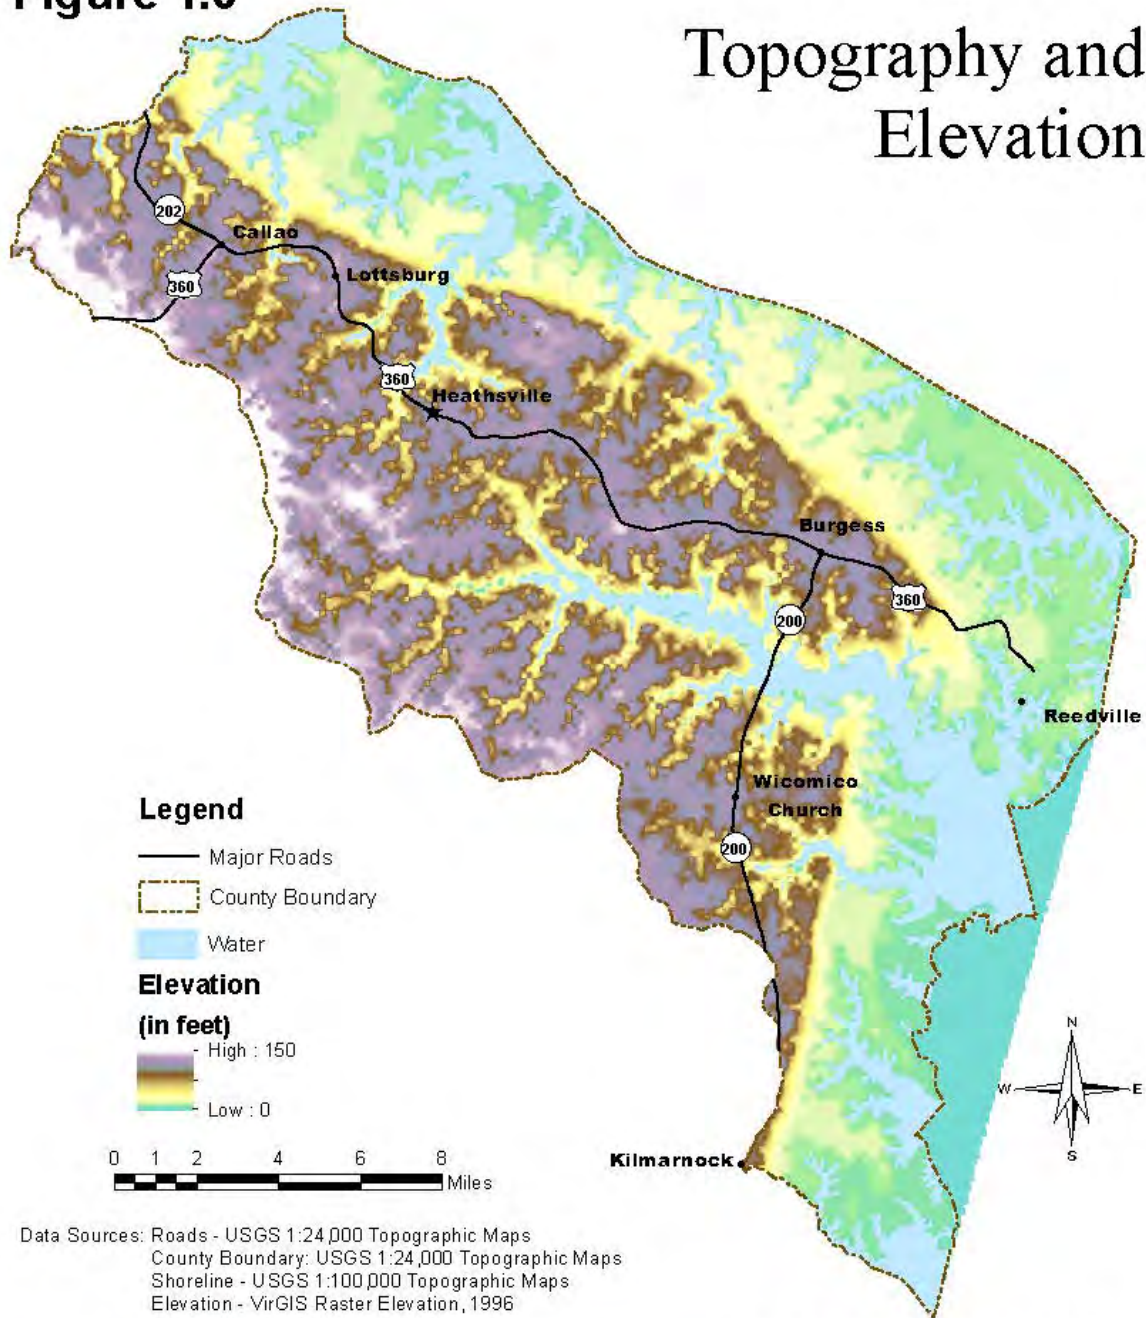 Topography and
Elevation
202
Callao
360
Lottsburg
360
Heathsville
Burgess
360
200
Reedville
Wicomico
Church
200
Kilmarnock
Legend
Major Roads
County Boundary
Water
Elevation
(in feet)
High : 150
Low : 0
0 1 2 4 6 8
Miles
N
W E
S
Data Sources: Roads - USGS 1:24,000 Topographic Maps
County Boundary: USGS 1:24,000 Topographic Maps
Shoreline - USGS 1:100,000 Topographic Maps
Elevation - VirGIS Raster Elevation, 1996